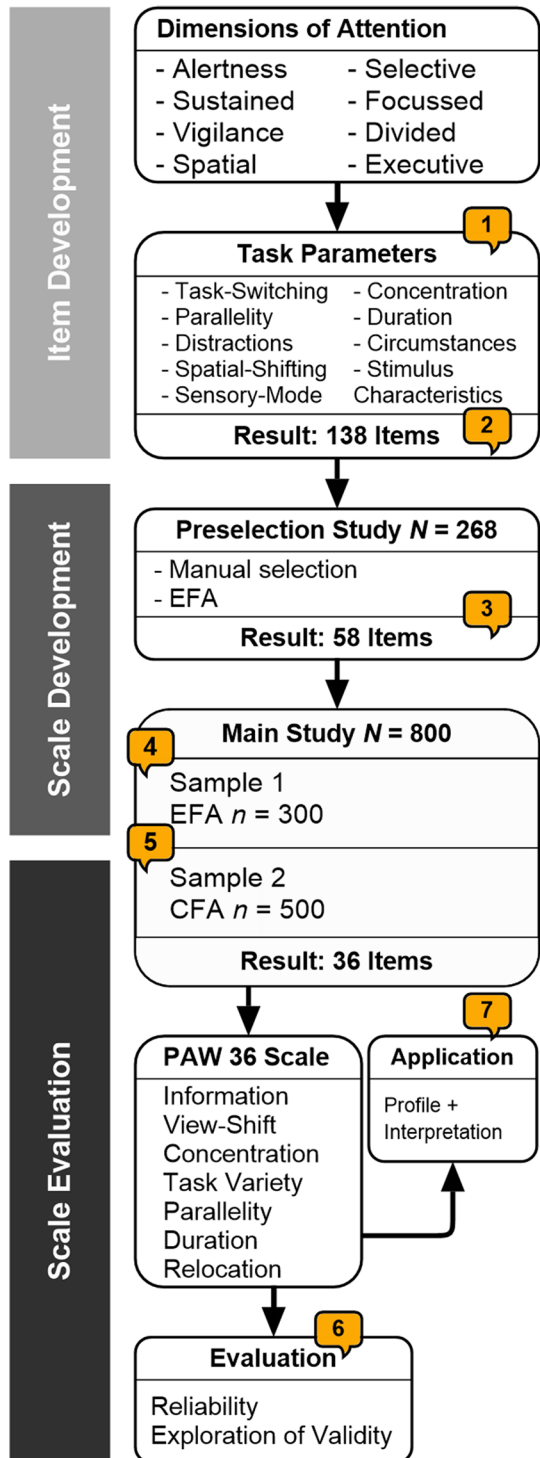 Item Development
Dimensions of Attention
- Alertness
- Sustained
- Vigilance
- Spatial
- Selective
- Focussed
- Divided
- Executive
1
Task Parameters
- Task-Switching
- Parallelity
- Distractions
- Spatial-Shifting
- Sensory-Mode
- Concentration
- Duration
- Circumstances
- Stimulus
Characteristics
2
Result: 138 Items
Scale Development
Preselection Study N = 268
- Manual selection
- EFA
3
Result: 58 Items
Main Study N = 800
4
Sample 1
EFA n = 300
5
Sample 2
CFA n = 500
Result: 36 Items
Scale Evaluation
PAW 36 Scale
Information
View-Shift
Concentration
Task Variety
Parallelity
Duration
Relocation
7
Application
Profile +
Interpretation
6
Evaluation
Reliability
Exploration of Validity